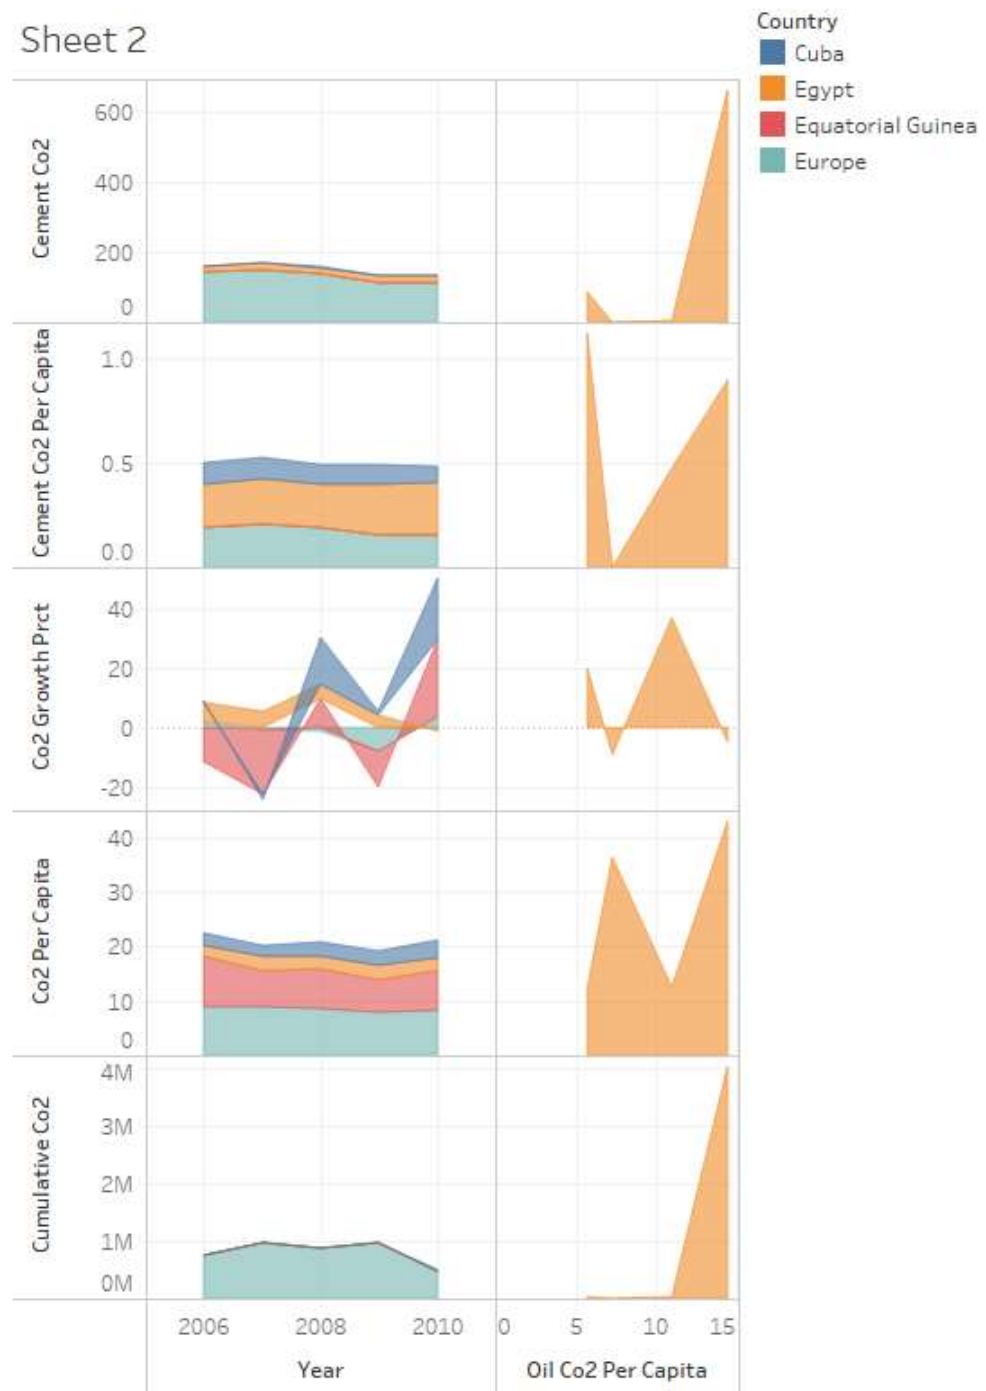 Sheet 2
Country
Cuba
Egypt
Equatorial Guinea
Europe
Cement Co2
600
400
200
0
Cement Co2 Per Capita
1.0
0.5
0.0
Co2 Growth Prct
40
20
0
-20
Co2 Per Capita
40
30
20
10
0
Cumulative Co2
4M
3M
2M
1M
0M
2006 2008 2010 0 5 10 15
Year Oil Co2 Per Capita